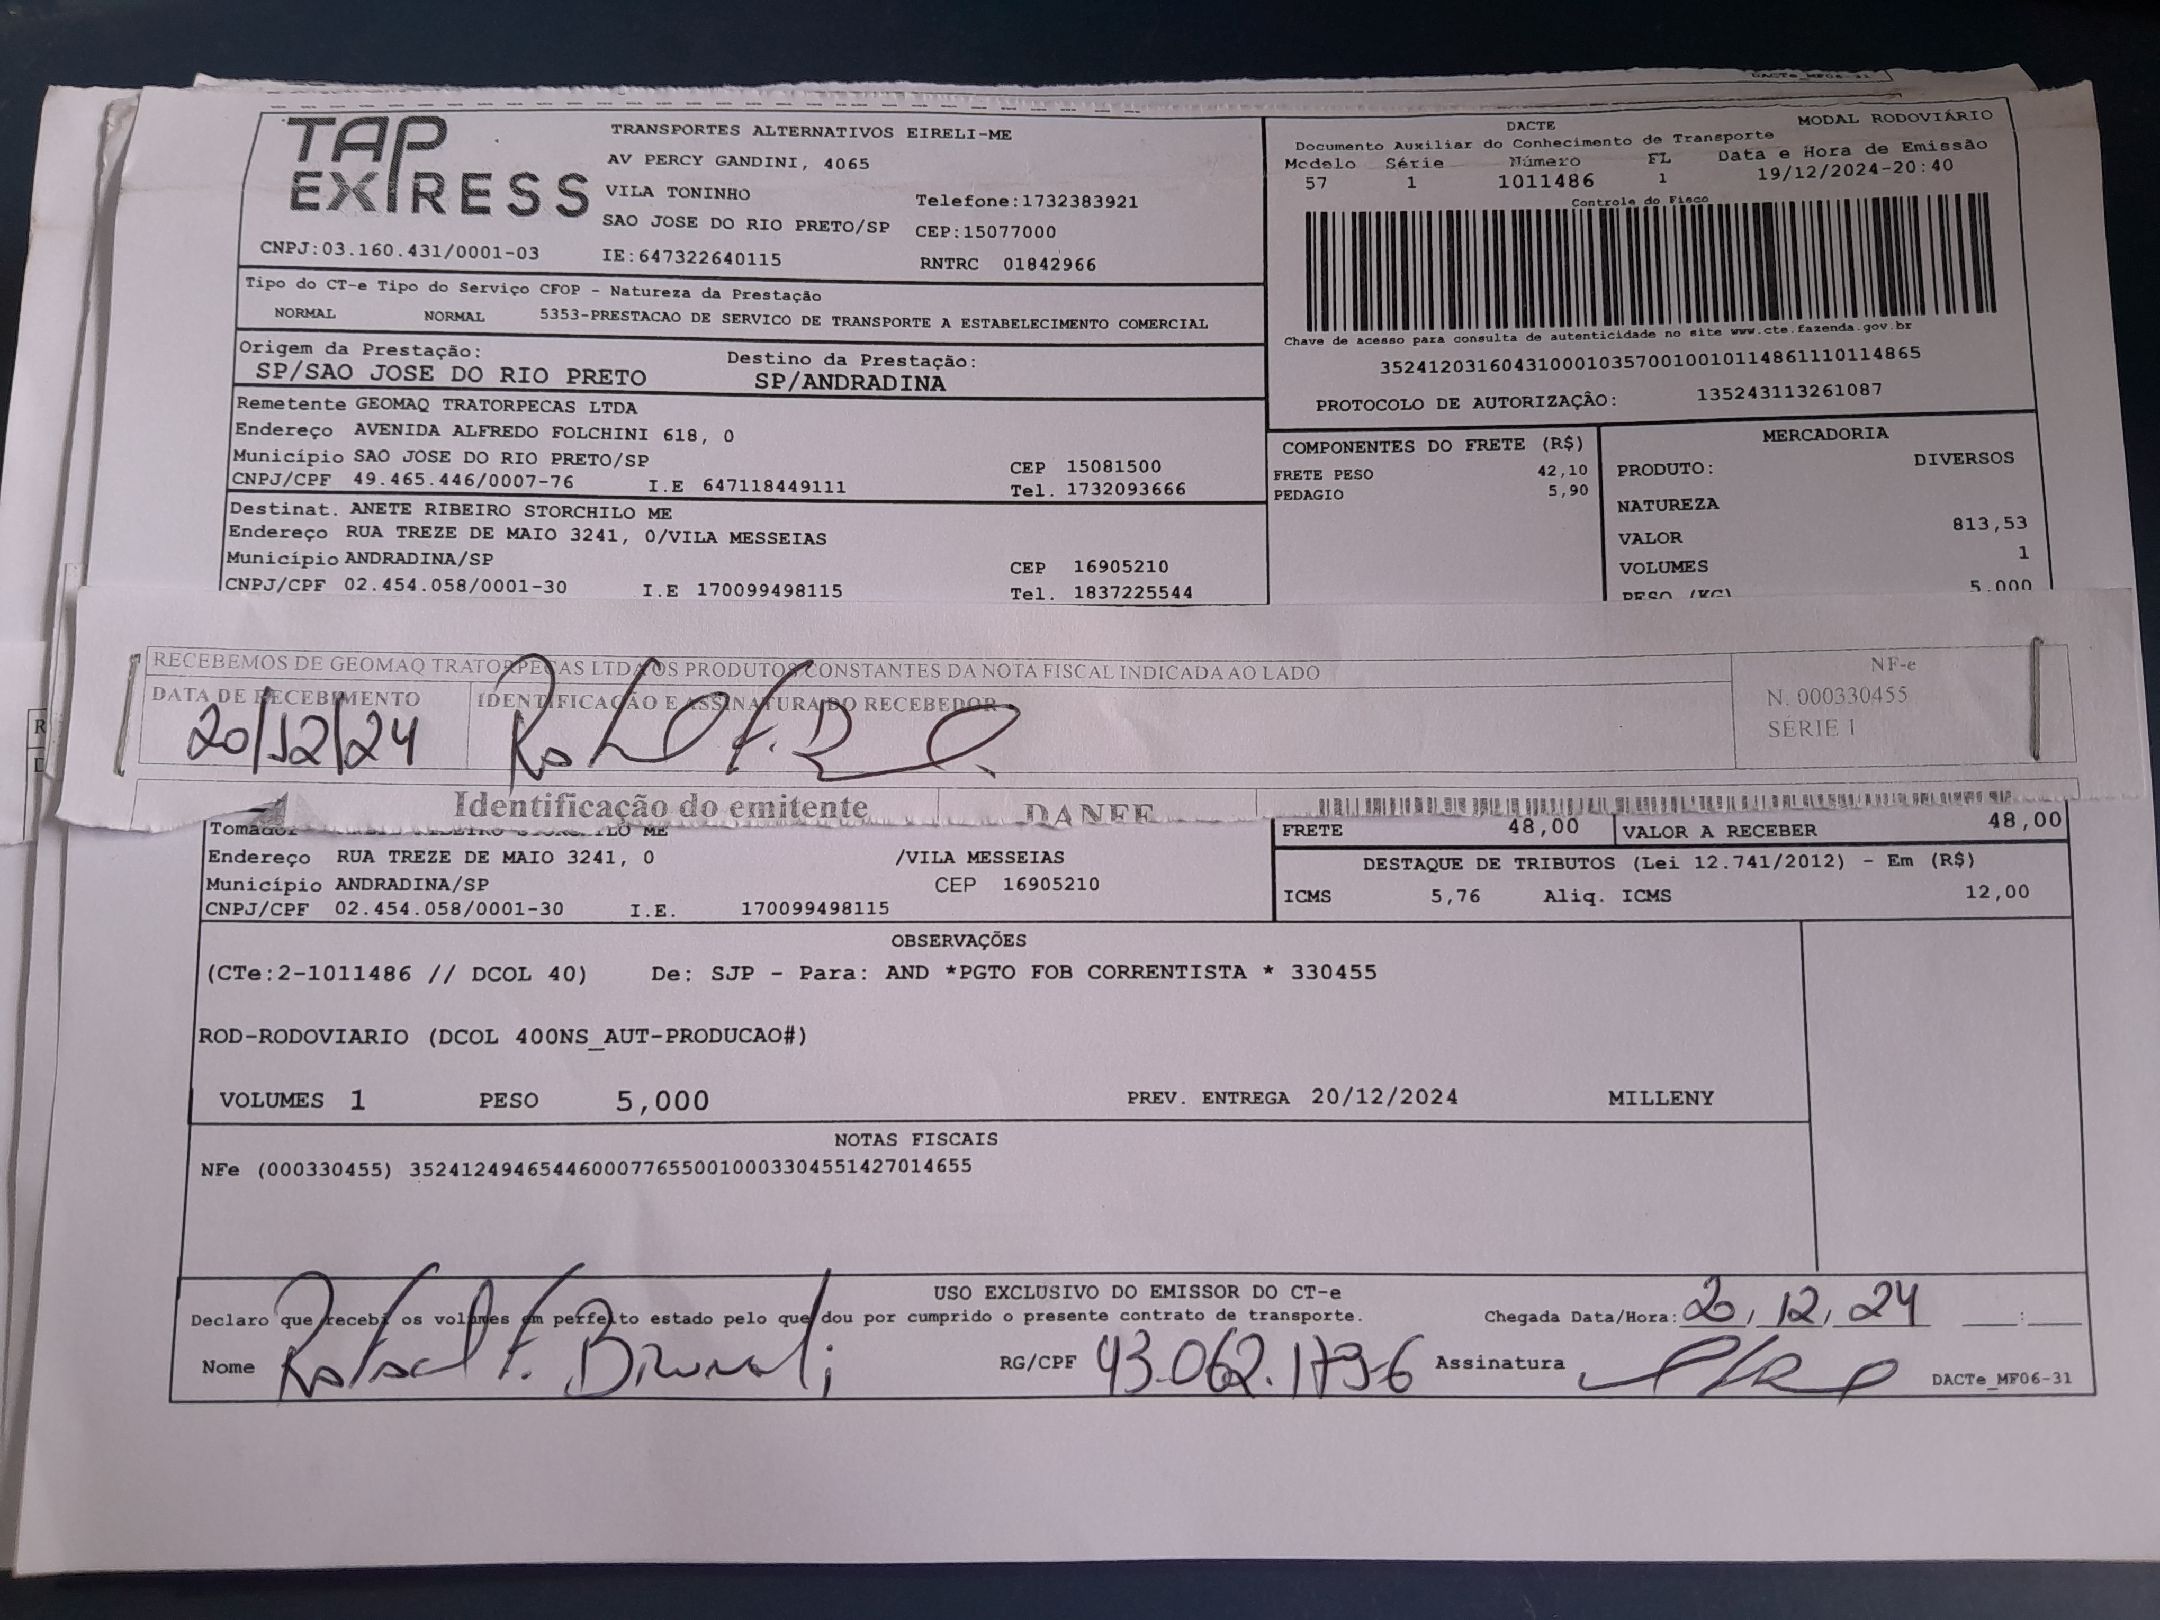 DACTe_MF06-31
TAP EXPRESS
TRANSPORTES ALTERNATIVOS EIRELI-ME
AV PERCY GANDINI, 4065
VILA TONINHO Telefone:1732383921
SAO JOSE DO RIO PRETO/SP CEP:15077000
CNPJ:03.160.431/0001-03 IE:647322640115 RNTRC 01842966
DACTE MODAL RODOVIÁRIO
Documento Auxiliar do Conhecimento de Transporte
Modelo Série Número FL Data e Hora de Emissão
57 1 1011486 1 19/12/2024-20:40
Controle do Fisco
Chave de acesso para consulta de autenticidade no site www.cte.fazenda.gov.br
35241203160431000103570010010114861110114865
PROTOCOLO DE AUTORIZAÇÃO: 135243113261087
Tipo do CT-e Tipo do Serviço CFOP - Natureza da Prestação
NORMAL NORMAL 5353-PRESTACAO DE SERVICO DE TRANSPORTE A ESTABELECIMENTO COMERCIAL
Origem da Prestação: Destino da Prestação:
SP/SAO JOSE DO RIO PRETO SP/ANDRADINA
Remetente GEOMAQ TRATORPECAS LTDA
Endereço AVENIDA ALFREDO FOLCHINI 618, 0
Município SAO JOSE DO RIO PRETO/SP CEP 15081500
CNPJ/CPF 49.465.446/0007-76 I.E 647118449111 Tel. 1732093666
Destinat. ANETE RIBEIRO STORCHILO ME
Endereço RUA TREZE DE MAIO 3241, 0/VILA MESSEIAS
Município ANDRADINA/SP CEP 16905210
CNPJ/CPF 02.454.058/0001-30 I.E 170099498115 Tel. 1837225544
COMPONENTES DO FRETE (R$)
FRETE PESO 42,10
PEDAGIO 5,90
MERCADORIA
PRODUTO: DIVERSOS
NATUREZA
VALOR 813,53
VOLUMES 1
PESO (KG) 5,000
RECEBEMOS DE GEOMAQ TRATORPECAS LTDA OS PRODUTOS CONSTANTES DA NOTA FISCAL INDICADA AO LADO
DATA DE RECEBIMENTO IDENTIFICAÇÃO E ASSINATURA DO RECEBEDOR
20/12/24
NF-e
N. 000330455
SÉRIE 1
Identificação do emitente DANFE
Tomador STORCHILO ME
Endereço RUA TREZE DE MAIO 3241, 0 /VILA MESSEIAS
Município ANDRADINA/SP CEP 16905210
CNPJ/CPF 02.454.058/0001-30 I.E. 170099498115
FRETE 48,00 VALOR A RECEBER 48,00
DESTAQUE DE TRIBUTOS (Lei 12.741/2012) - Em (R$)
ICMS 5,76 Aliq. ICMS 12,00
OBSERVAÇÕES
(CTe:2-1011486 // DCOL 40) De: SJP - Para: AND *PGTO FOB CORRENTISTA * 330455
ROD-RODOVIARIO (DCOL 400NS_AUT-PRODUCAO#)
VOLUMES 1 PESO 5,000 PREV. ENTREGA 20/12/2024 MILLENY
NOTAS FISCAIS
NFe (000330455) 35241249465446000776550010003304551427014655
USO EXCLUSIVO DO EMISSOR DO CT-e
Declaro que recebi os volumes em perfeito estado pelo que dou por cumprido o presente contrato de transporte. Chegada Data/Hora: 20/12/24 :
Nome Rafael F. RG/CPF 43.062.179-6 Assinatura
DACTe_MF06-31